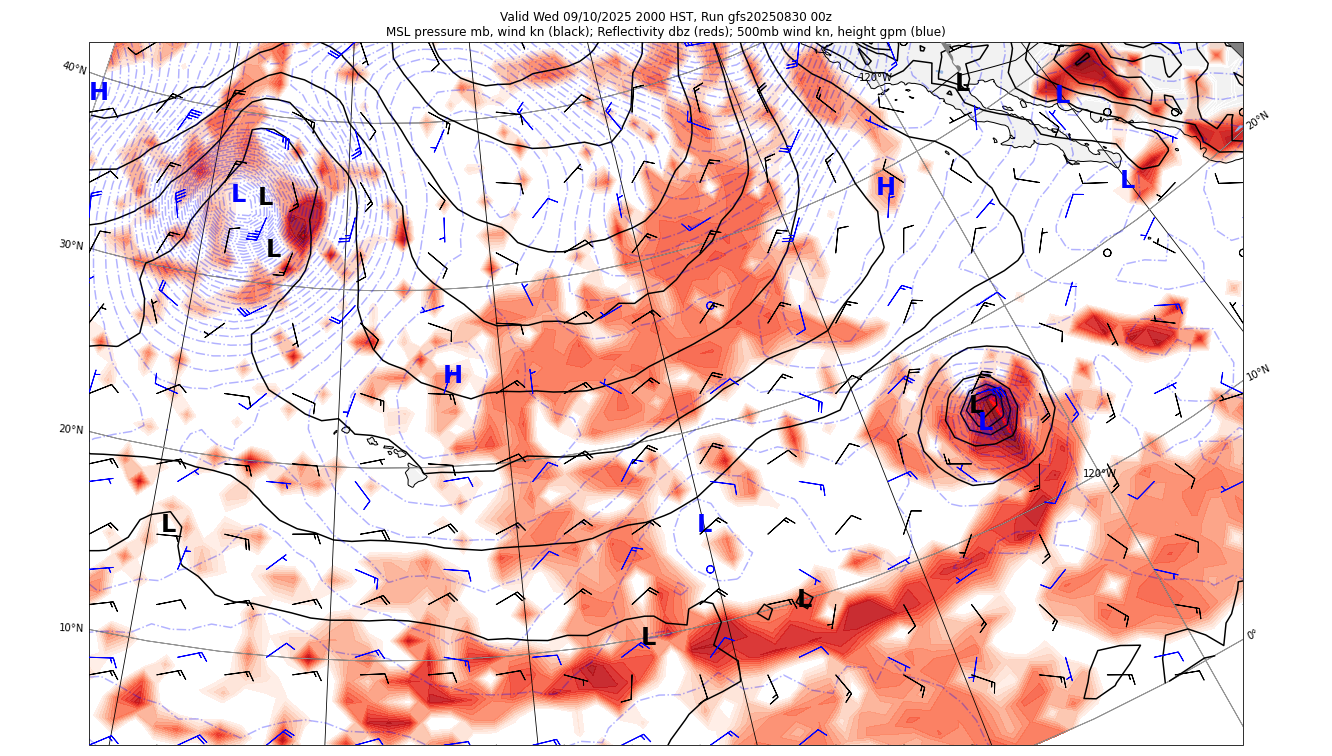 Valid Wed 09/10/2025 2000 HST, Run gfs20250830 00z
MSL pressure mb, wind kn (black); Reflectivity dbz (reds); 500mb wind kn, height gpm (blue)
40°N
120°W
L
H
L
20°N
L
H
L
L
30°N
L
10°N
H
L
L
20°N
120°W
L
L
L
10°N
L
0°